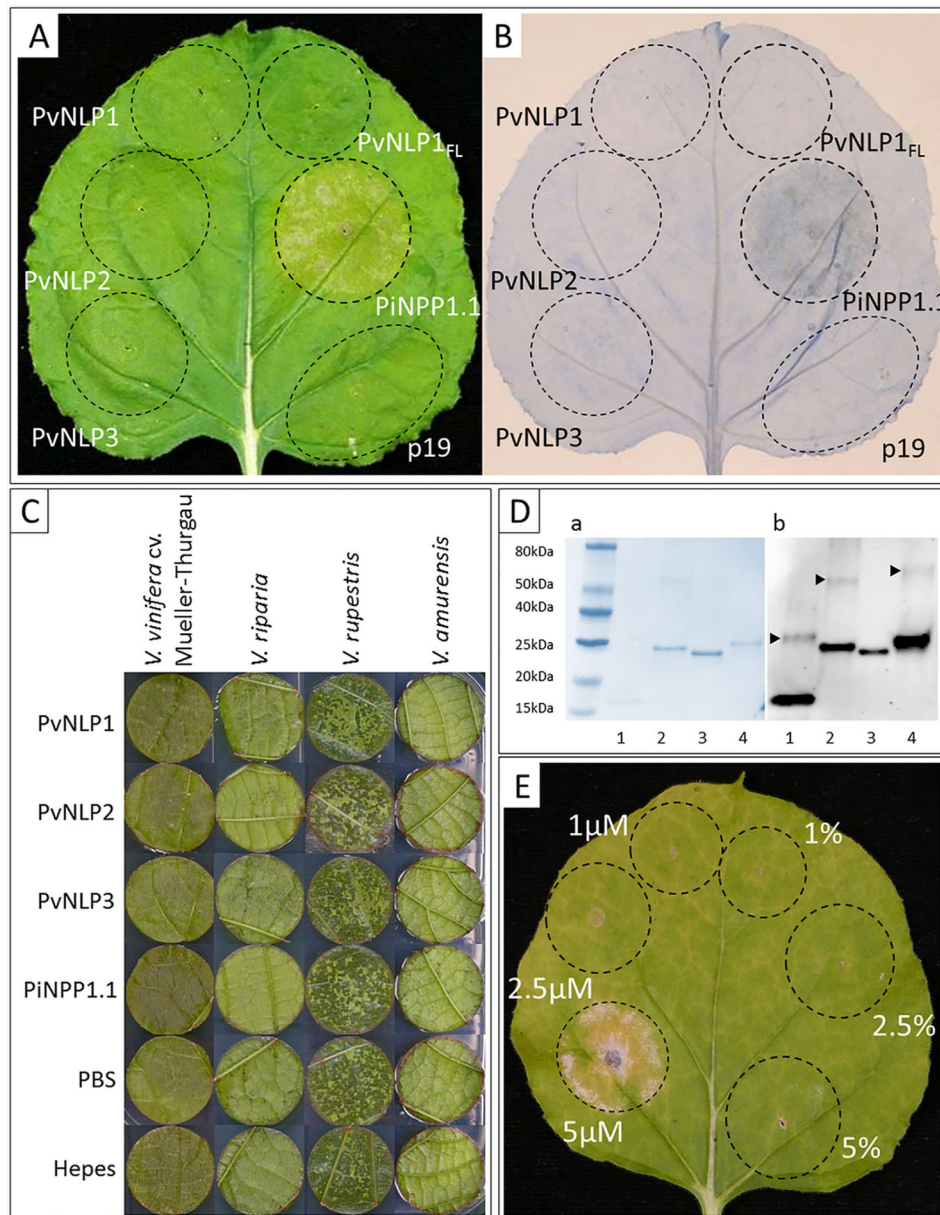 A
PvNLP1
PvNLP1FL
PvNLP2
PiNPP1.1
PvNLP3
p19
B
PvNLP1
PvNLP1FL
PvNLP2
PiNPP1.1
PvNLP3
p19
C
V. vinifera cv.
Mueller-Thurgau
V. riparia
V. rupestris
V. amurensis
PvNLP1
PvNLP2
PvNLP3
PiNPP1.1
PBS
Hepes
D
a
b
80kDa
50kDa
40kDa
25kDa
20kDa
15kDa
1 2 3 4
1 2 3 4
E
1µM
1%
2.5µM
2.5%
5µM
5%